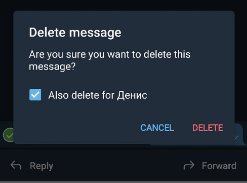 Delete message
Are you sure you want to delete this
message?
Also delete for Денис
CANCEL DELETE
Reply Forward